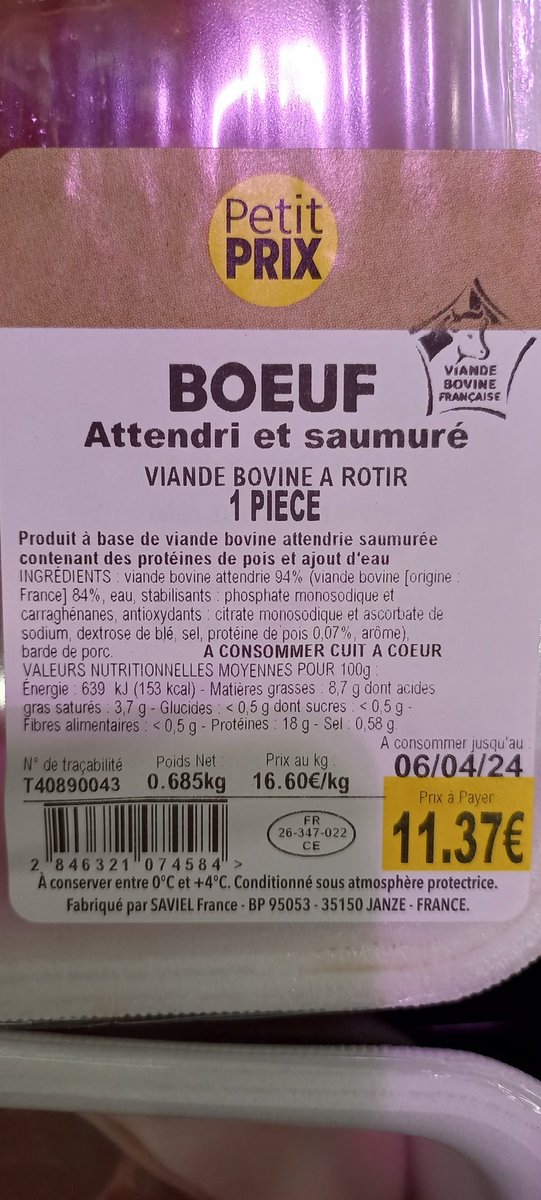 Petit
PRIX
VIANDE
BOVINE
FRANÇAISE
BOEUF
Attendri et saumuré
VIANDE BOVINE A ROTIR
1 PIECE
Produit à base de viande bovine attendrie saumurée
contenant des protéines de pois et ajout d'eau
INGRÉDIENTS : viande bovine attendrie 94% (viande bovine [origine :
France] 84%, eau, stabilisants : phosphate monosodique et
carraghénanes, antioxydants : citrate monosodique et ascorbate de
sodium, dextrose de blé, sel, protéine de pois 0,07%, arôme),
barde de porc. A CONSOMMER CUIT A COEUR
VALEURS NUTRITIONNELLES MOYENNES POUR 100g :
Énergie : 639 kJ (153 kcal) - Matières grasses : 8,7 g dont acides
gras saturés : 3,7 g - Glucides : < 0,5 g dont sucres : < 0,5 g -
Fibres alimentaires : < 0,5 g - Protéines : 18 g - Sel : 0,58 g.
A consommer jusqu'au :
N° de traçabilité Poids Net : Prix au kg : 06/04/24
T40890043 0.685kg 16.60€/kg
Prix à Payer
11.37€
FR
26-347-022
CE
2 846321 074584 >
À conserver entre 0°C et +4°C. Conditionné sous atmosphère protectrice.
Fabriqué par SAVIEL France - BP 95053 - 35150 JANZE - FRANCE.